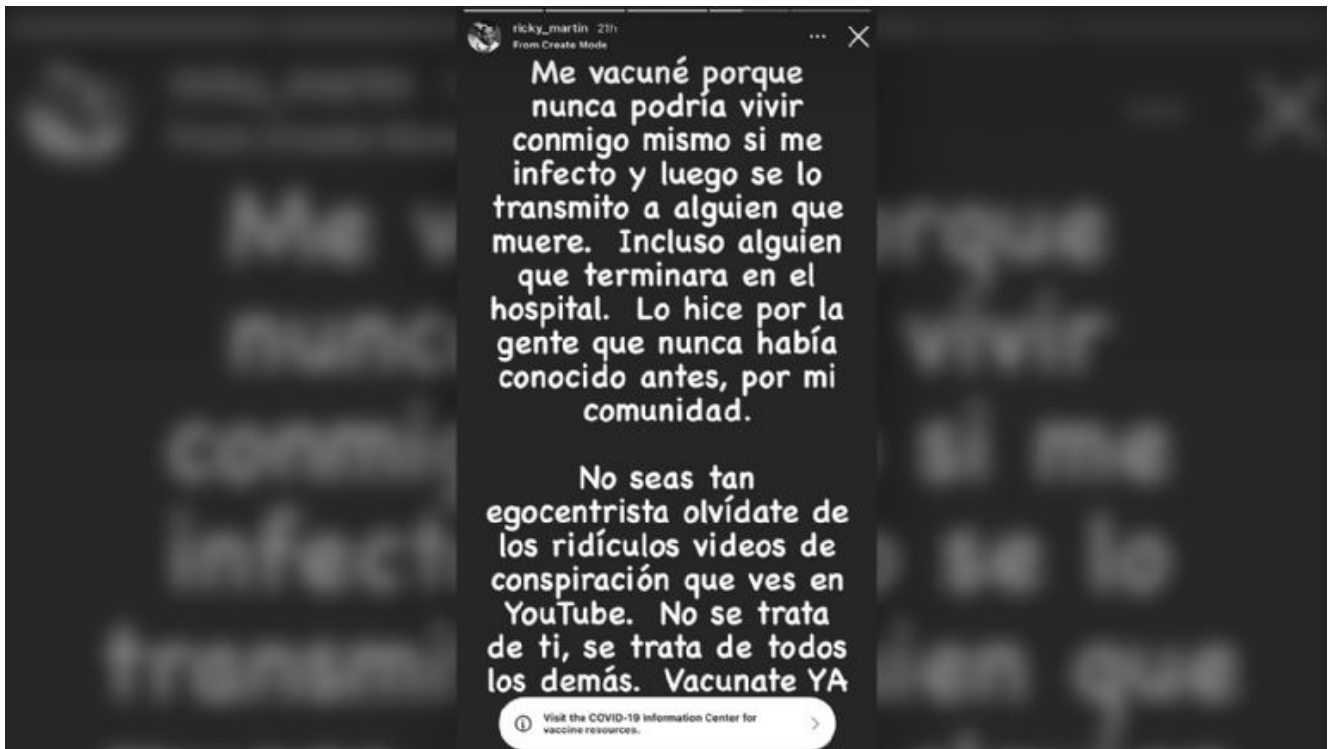 ricky_martin 21h
From Create Mode
Me vacuné porque
nunca podría vivir
conmigo mismo si me
infecto y luego se lo
transmito a alguien que
muere. Incluso alguien
que terminara en el
hospital. Lo hice por la
gente que nunca había
conocido antes, por mi
comunidad.
No seas tan
egocentrista olvídate de
los ridículos videos de
conspiración que ves en
YouTube. No se trata
de ti, se trata de todos
los demás. Vacunate YA
Visit the COVID-19 Information Center for
vaccine resources.